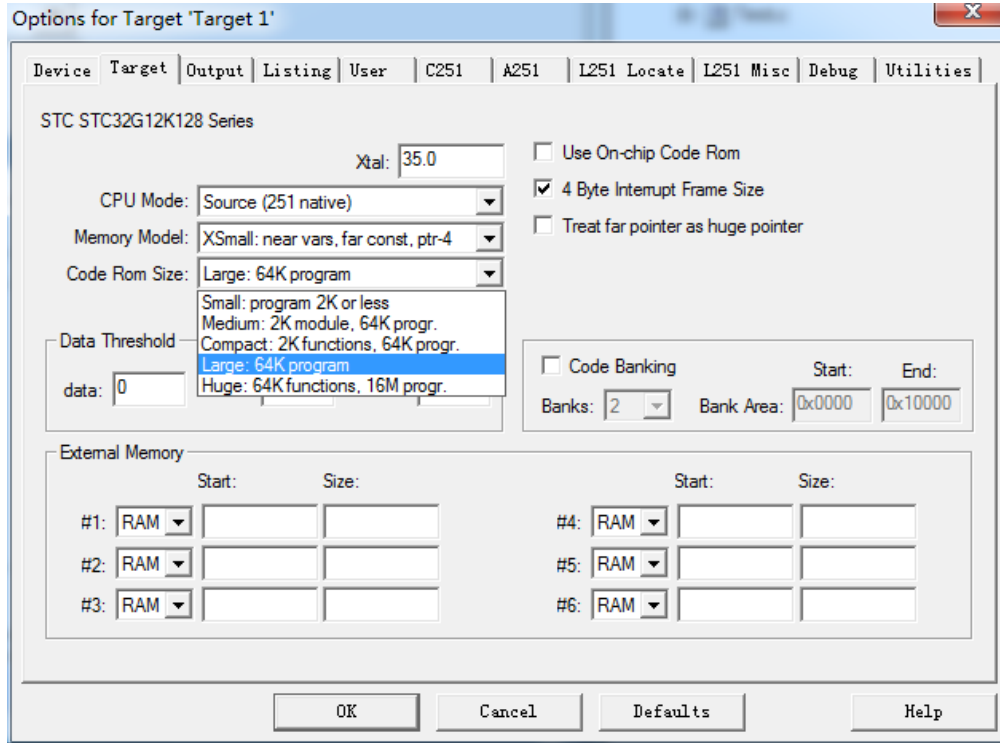 Options for Target 'Target 1'
Device Target Output Listing User C251 A251 L251 Locate L251 Misc Debug Utilities
STC STC32G12K128 Series
Xtal: 35.0
Use On-chip Code Rom
CPU Mode: Source (251 native)
4 Byte Interrupt Frame Size
Memory Model: XSmall: near vars, far const, ptr-4
Treat far pointer as huge pointer
Code Rom Size: Large: 64K program
Small: program 2K or less
Medium: 2K module, 64K progr.
Compact: 2K functions, 64K progr.
Large: 64K program
Huge: 64K functions, 16M progr.
Data Threshold
data: 0
Code Banking Start: End:
Banks: 2 Bank Area: 0x0000 0x10000
External Memory
Start: Size: Start: Size:
#1: RAM #4: RAM
#2: RAM #5: RAM
#3: RAM #6: RAM
OK Cancel Defaults Help